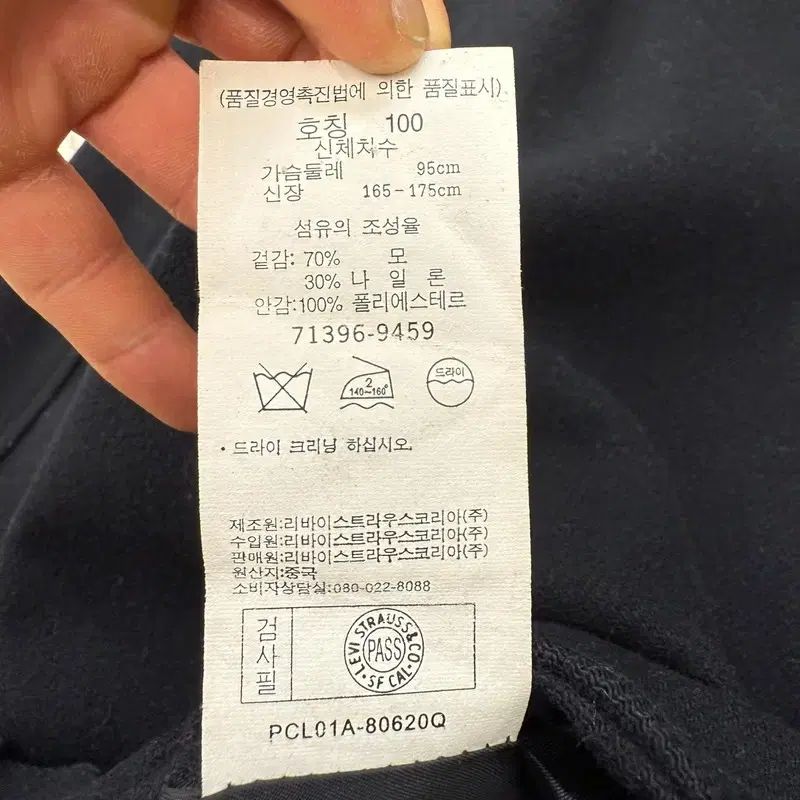 (품질경영촉진법에 의한 품질표시)
호칭 100
신체치수
가슴둘레 95cm
신장 165-175cm
섬유의 조성율
겉감: 70% 모
30% 나 일 론
안감:100% 폴리에스테르
71396-9459
2
140~160°
드라이
· 드라이 크리닝 하십시오.
제조원:리바이스트라우스코리아(주)
수입원:리바이스트라우스코리아(주)
판매원:리바이스트라우스코리아(주)
원산지:중국
소비자상담실:080-022-8088
검사필
LEVI STRAUSS&CO.
PASS
SF CAL
PCL01A-80620Q